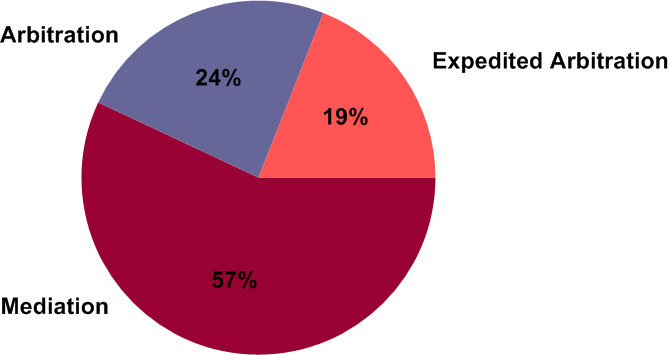 Arbitration
24%
Expedited Arbitration
19%
57%
Mediation